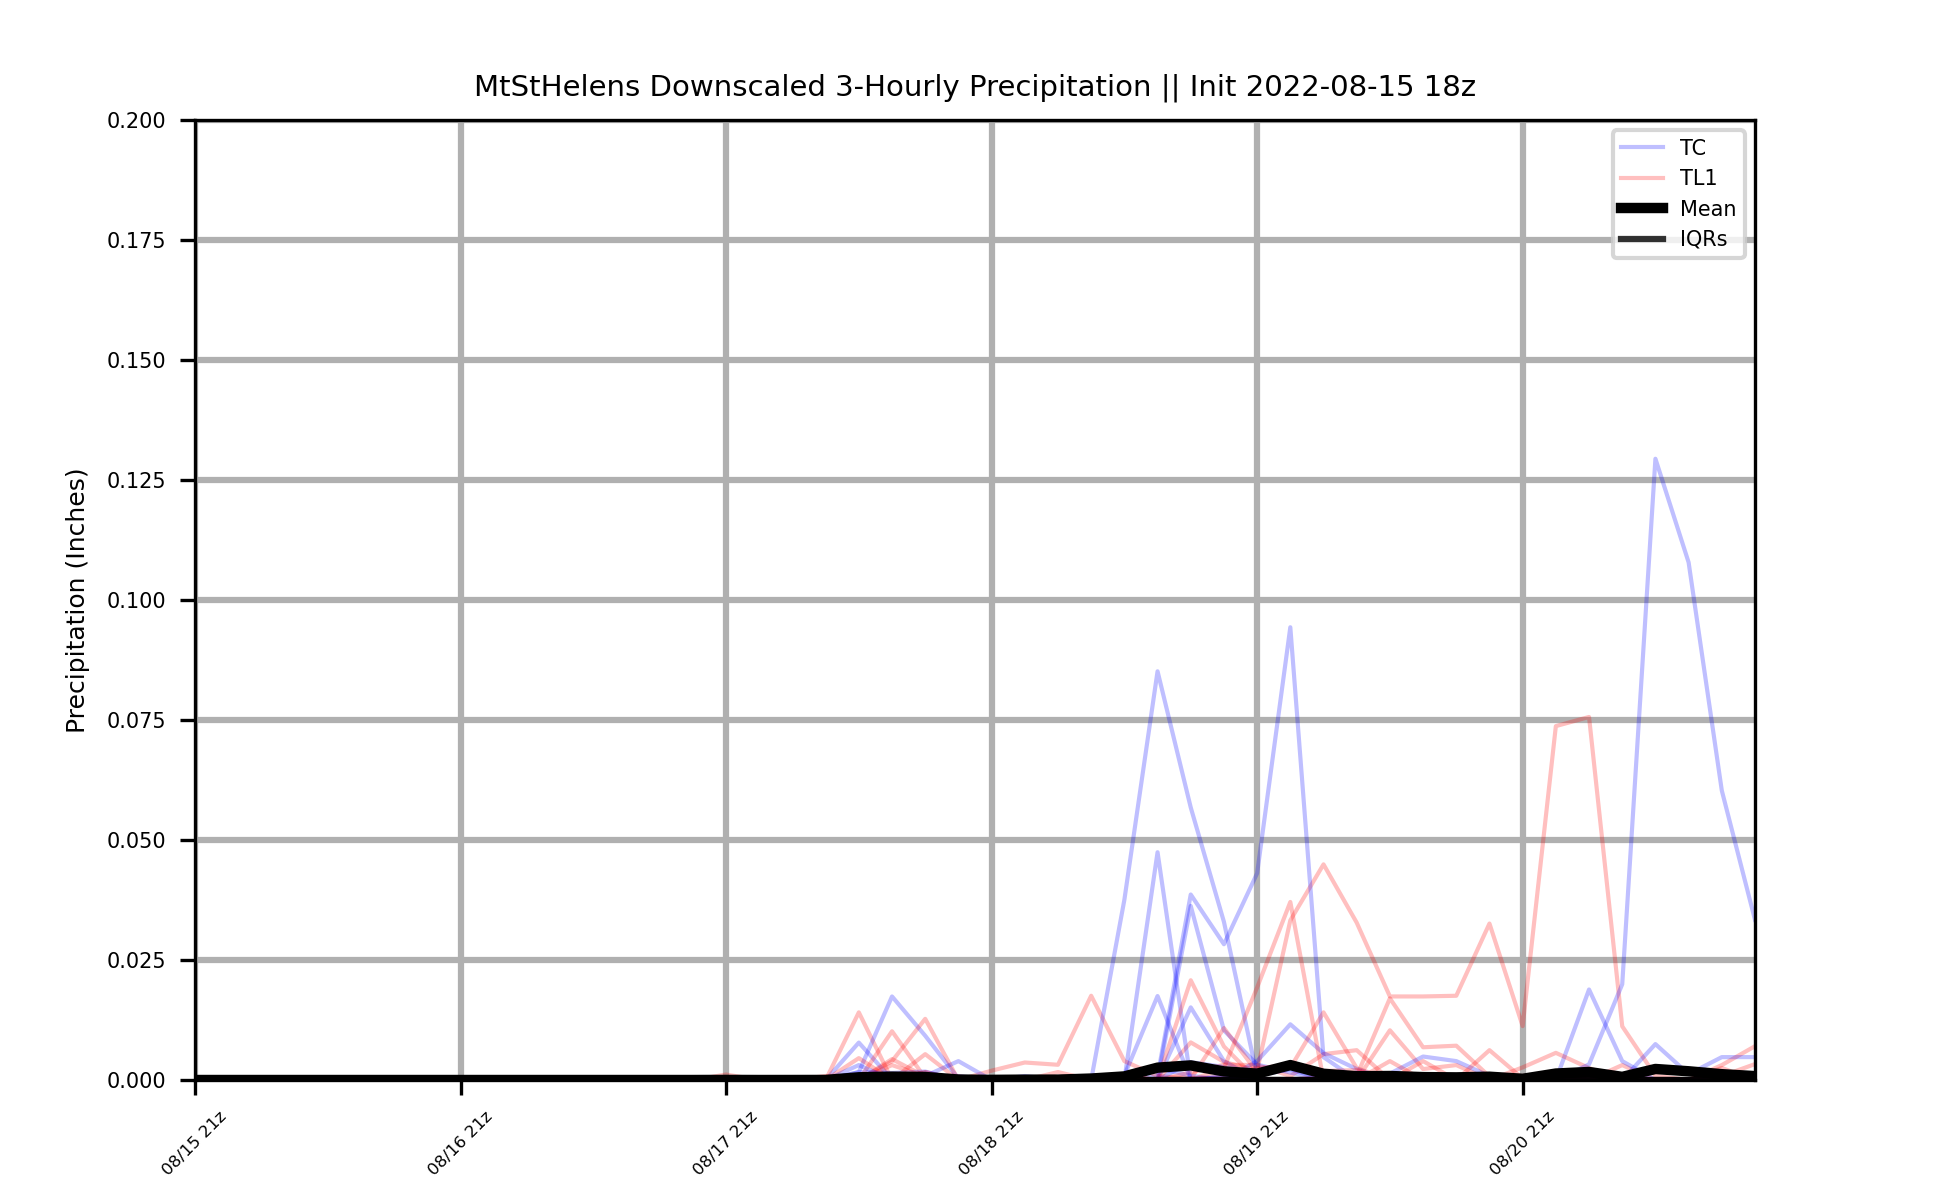 MtStHelens Downscaled 3-Hourly Precipitation || Init 2022-08-15 18z
TC
TL1
Mean
IQRs
Precipitation (Inches)
0.200
0.175
0.150
0.125
0.100
0.075
0.050
0.025
0.000
08/15 21z
08/16 21z
08/17 21z
08/18 21z
08/19 21z
08/20 21z